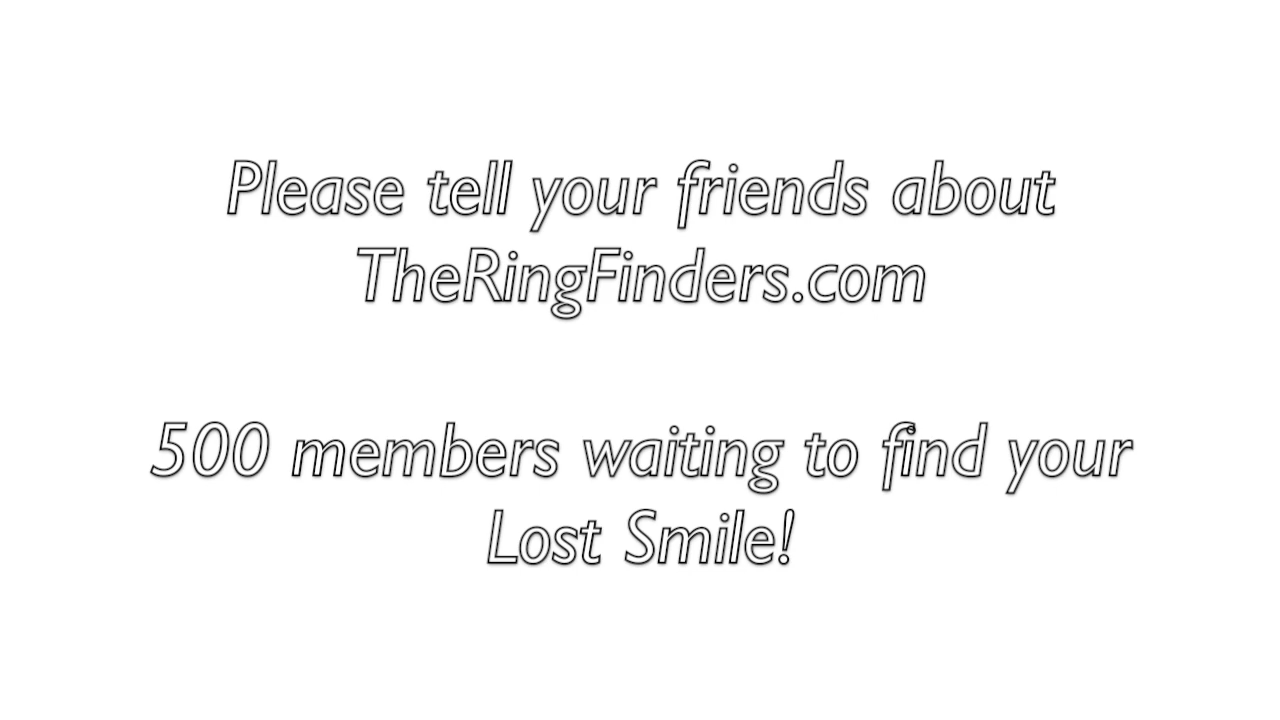 Please tell your friends about
TheRingFinders.com
500 members waiting to find your
Lost Smile!